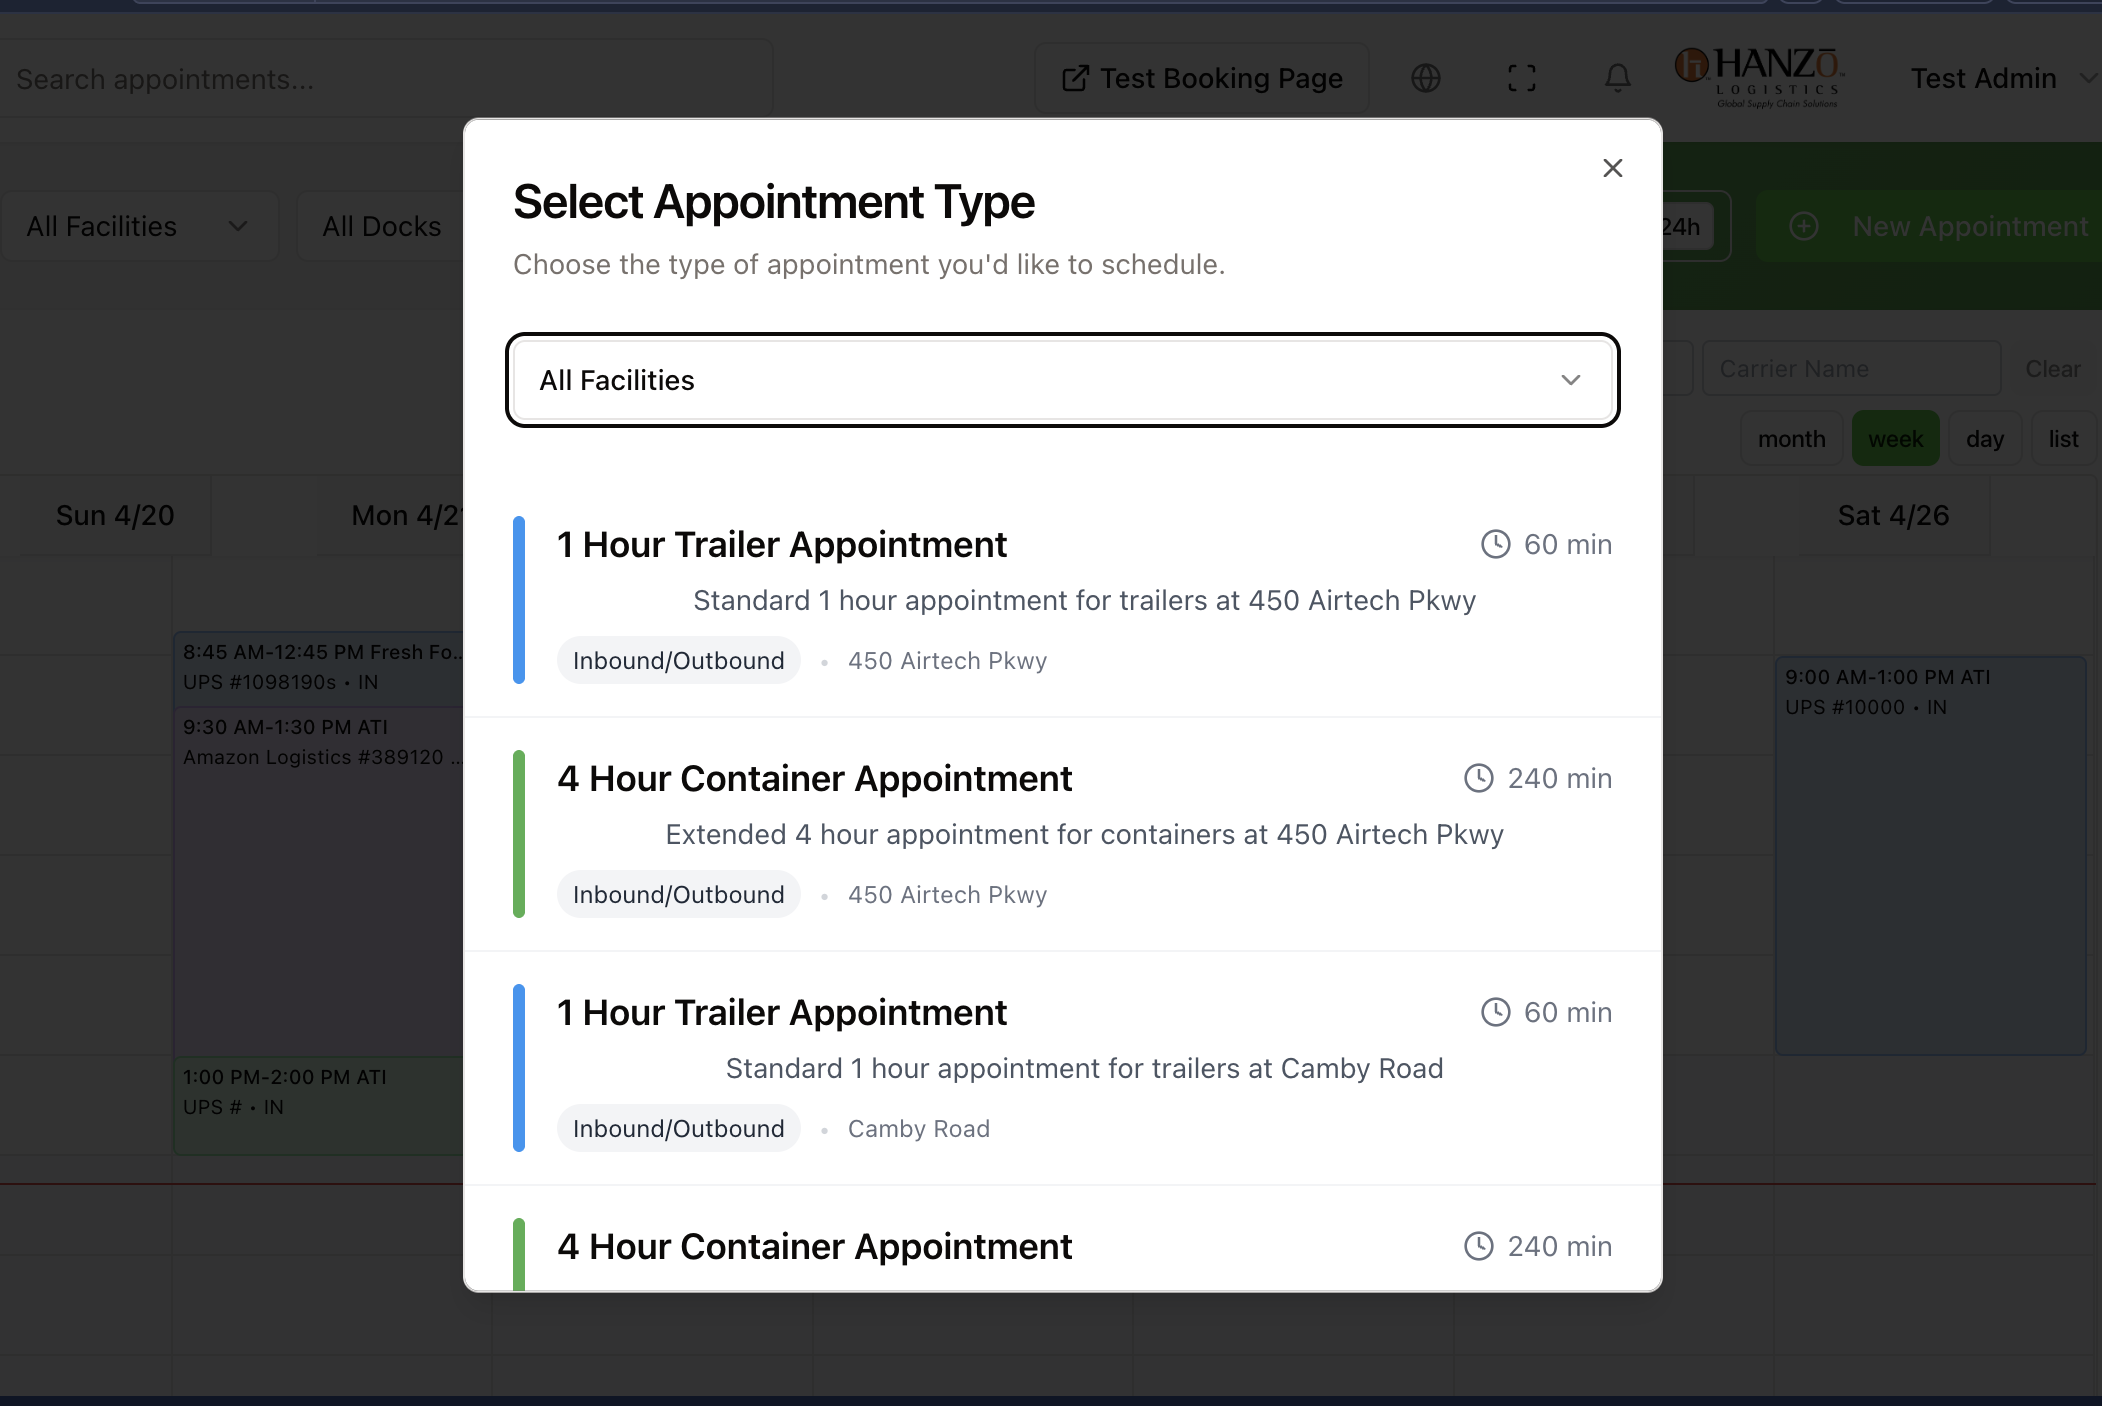 Search appointments...
Test Booking Page
HANZŌ
LOGISTICS
Global Supply Chain Solutions
Test Admin
All Facilities
All Docks
24h
New Appointment
Carrier Name
Clear
month
week
day
list
Sun 4/20
Mon 4/21
Sat 4/26
8:45 AM-12:45 PM Fresh Fo...
UPS #1098190s • IN
9:30 AM-1:30 PM ATI
Amazon Logistics #389120 ...
1:00 PM-2:00 PM ATI
UPS # • IN
9:00 AM-1:00 PM ATI
UPS #10000 • IN
Select Appointment Type
Choose the type of appointment you'd like to schedule.
All Facilities
1 Hour Trailer Appointment
60 min
Standard 1 hour appointment for trailers at 450 Airtech Pkwy
Inbound/Outbound • 450 Airtech Pkwy
4 Hour Container Appointment
240 min
Extended 4 hour appointment for containers at 450 Airtech Pkwy
Inbound/Outbound • 450 Airtech Pkwy
1 Hour Trailer Appointment
60 min
Standard 1 hour appointment for trailers at Camby Road
Inbound/Outbound • Camby Road
4 Hour Container Appointment
240 min